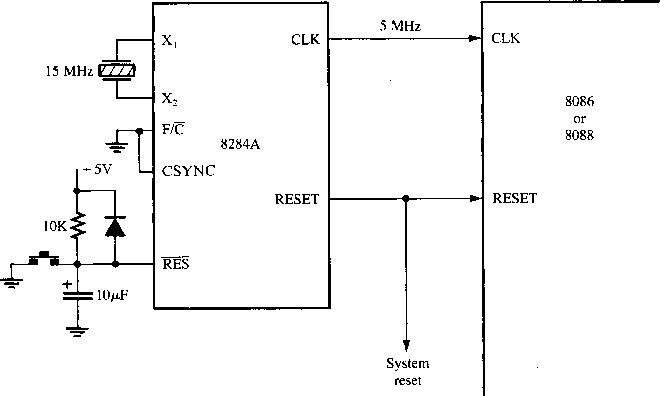 X₁
15 MHz
X₂
F/C̅
CSYNC
+5V
10K
R̅E̅S̅
+
10μF
8284A
CLK
RESET
5 MHz
System
reset
CLK
8086
or
8088
RESET